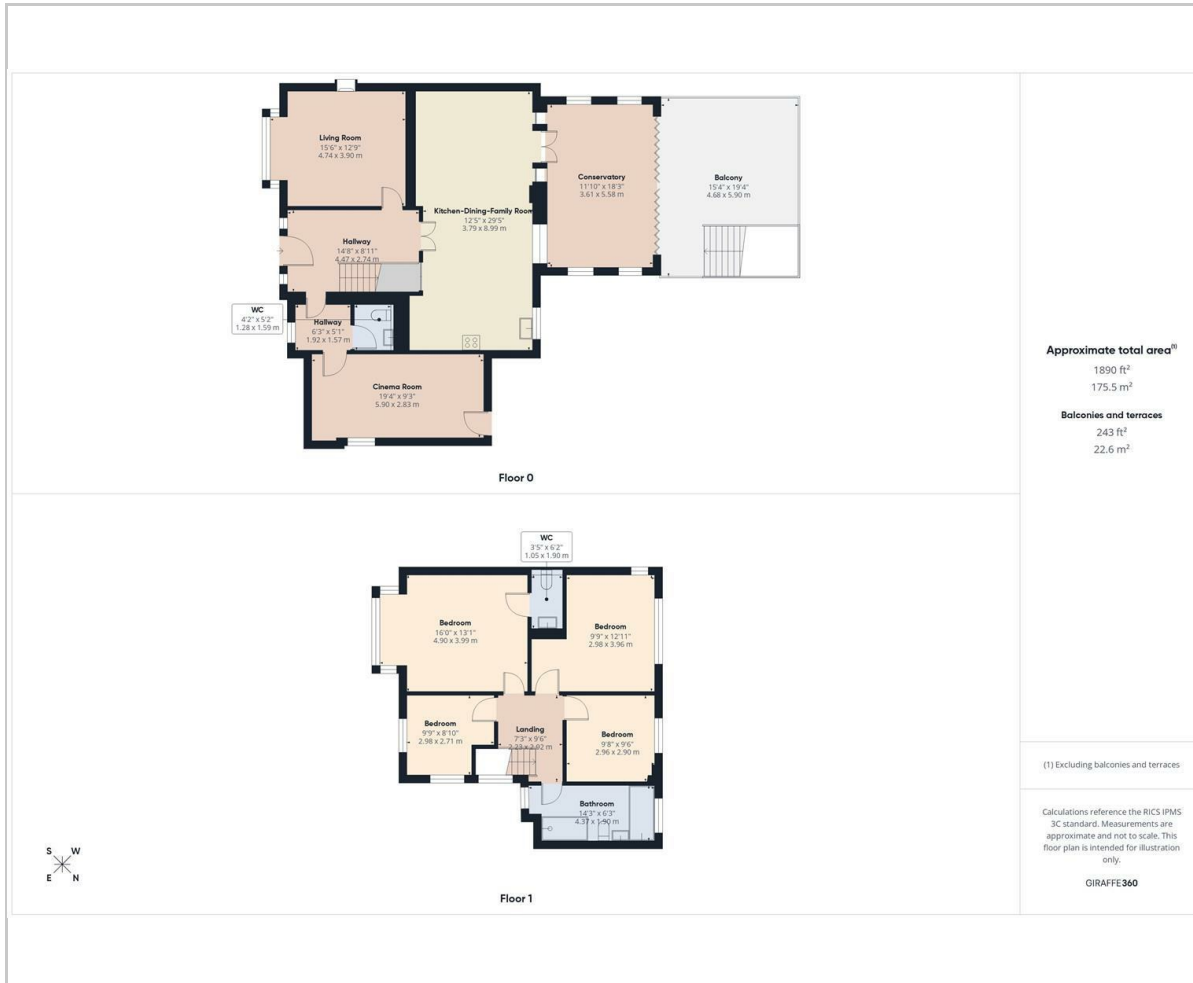 Living Room
15'6" x 12'9"
4.74 x 3.90 m
Kitchen-Dining-Family Room
12'5" x 29'5"
3.79 x 8.99 m
Conservatory
11'10" x 18'3"
3.61 x 5.58 m
Balcony
15'4" x 19'4"
4.68 x 5.90 m
Hallway
14'8" x 8'11"
4.47 x 2.74 m
WC
4'2" x 5'2"
1.28 x 1.59 m
Hallway
6'3" x 5'1"
1.92 x 1.57 m
Cinema Room
19'4" x 9'3"
5.90 x 2.83 m
Floor 0
WC
3'5" x 6'2"
1.05 x 1.90 m
Bedroom
16'0" x 13'1"
4.90 x 3.99 m
Bedroom
9'9" x 12'11"
2.98 x 3.96 m
Bedroom
9'9" x 8'10"
2.98 x 2.71 m
Landing
7'3" x 9'6"
2.23 x 2.92 m
Bedroom
9'8" x 9'6"
2.96 x 2.90 m
Bathroom
14'3" x 6'3"
4.37 x 1.90 m
S W
E N
Floor 1
Approximate total area⁽¹⁾
1890 ft²
175.5 m²
Balconies and terraces
243 ft²
22.6 m²
(1) Excluding balconies and terraces
Calculations reference the RICS IPMS
3C standard. Measurements are
approximate and not to scale. This
floor plan is intended for illustration
only.
GIRAFFE360